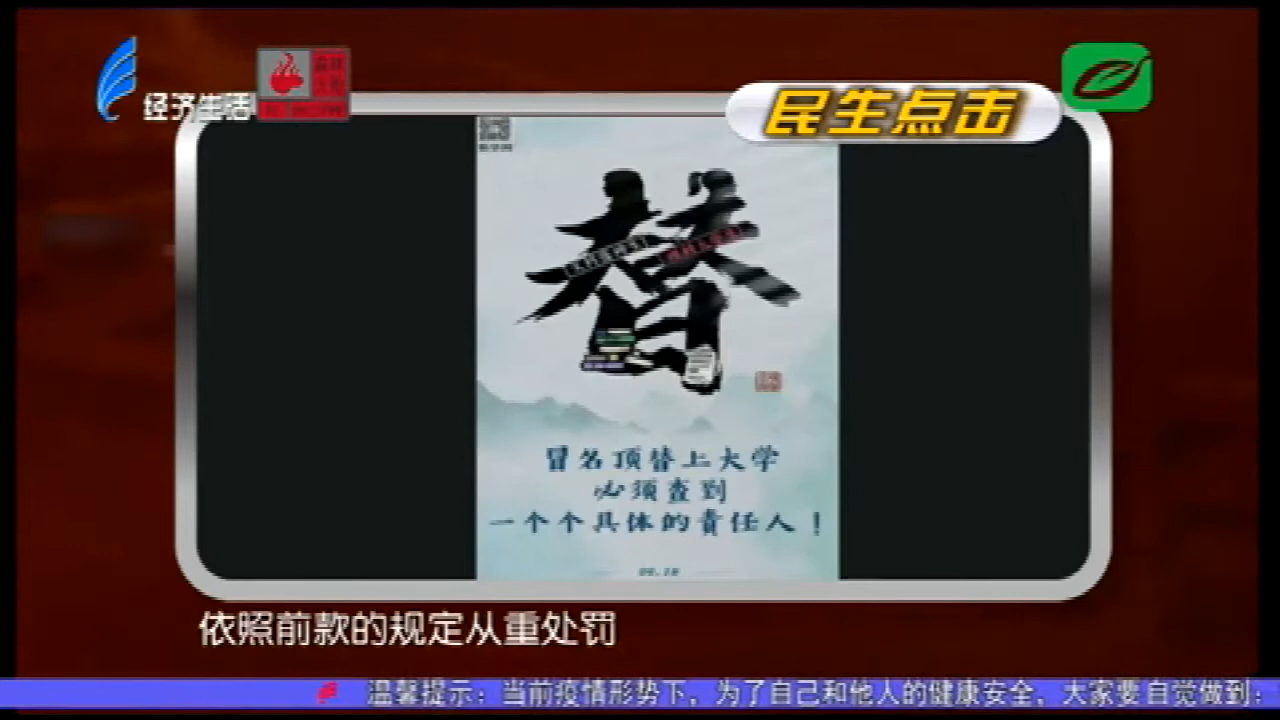 经济生活
民生点击
替
冒名顶替上大学
必须查到
一个个具体的責任人！
依照前款的规定从重处罚
温馨提示：当前疫情形势下，为了自己和他人的健康安全，大家要自觉做到：